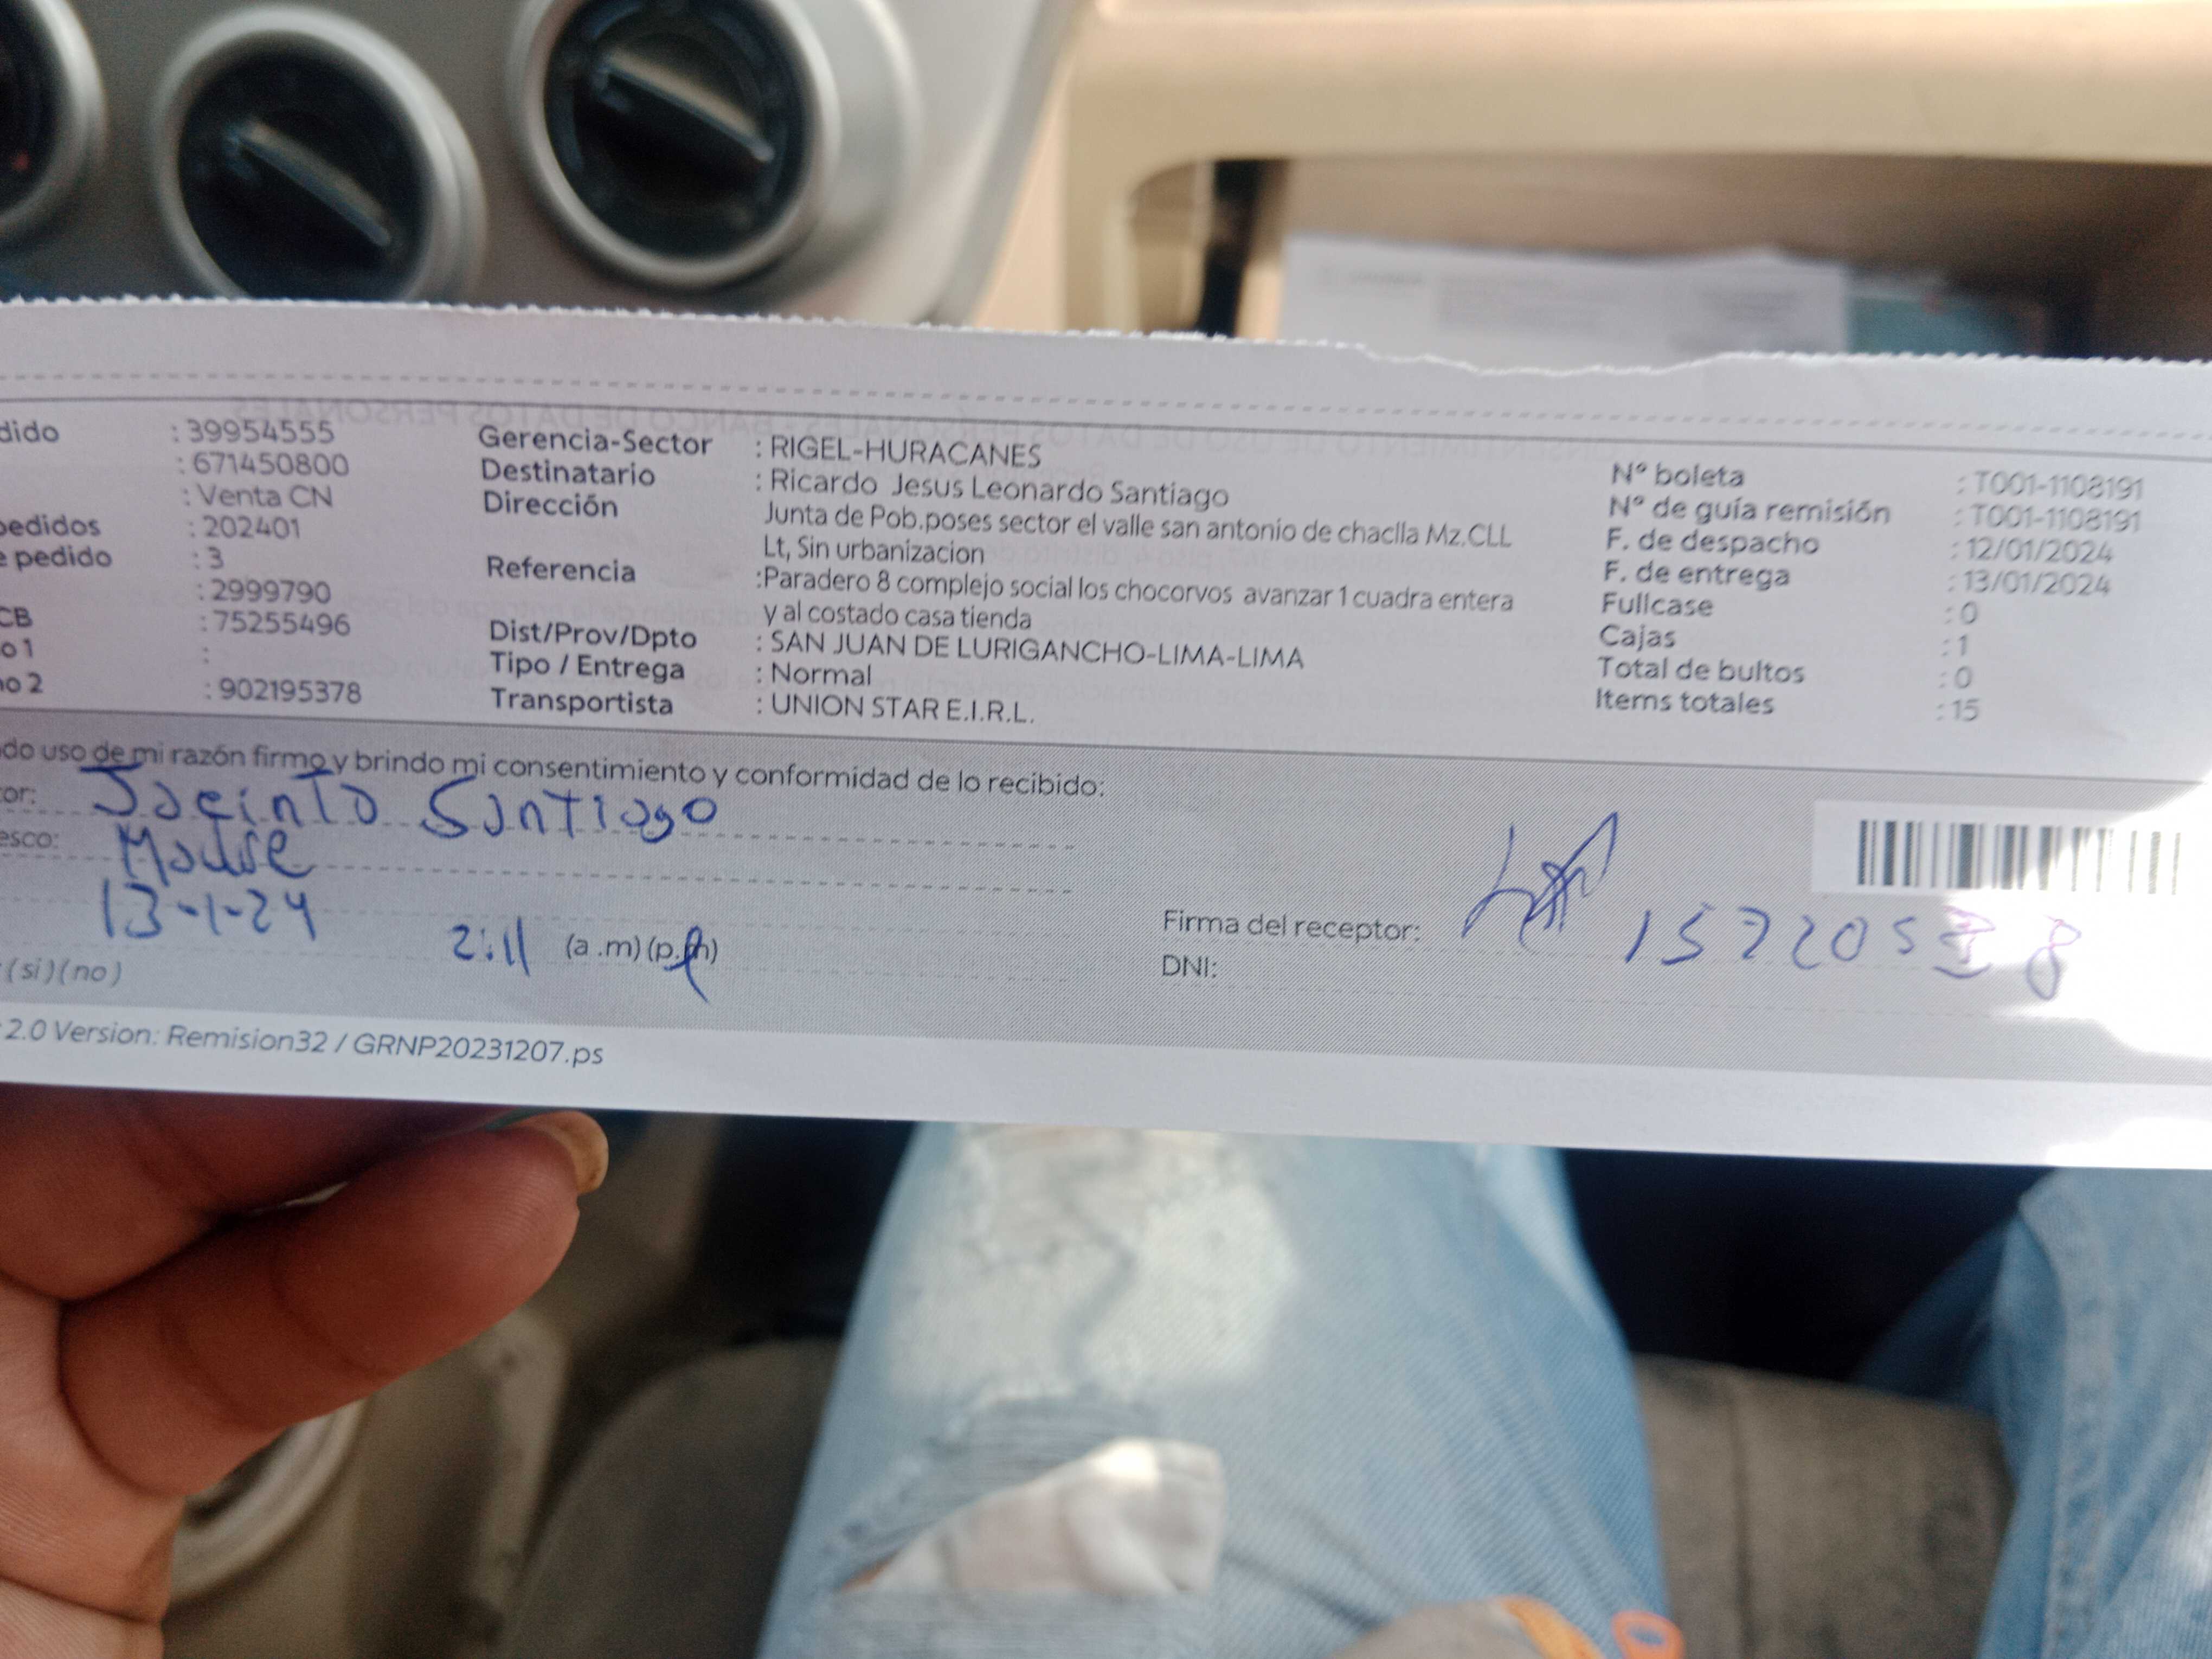 dido : 39954555
: 671450800
: Venta CN
pedidos : 202401
e pedido : 3
: 2999790
CB : 75255496
o 1 :
no 2 : 902195378
Gerencia-Sector : RIGEL-HURACANES
Destinatario : Ricardo Jesus Leonardo Santiago
Dirección Junta de Pob.poses sector el valle san antonio de chaclla Mz.CLL
Lt, Sin urbanizacion
Referencia :Paradero 8 complejo social los chocorvos avanzar 1 cuadra entera
y al costado casa tienda
Dist/Prov/Dpto : SAN JUAN DE LURIGANCHO-LIMA-LIMA
Tipo / Entrega : Normal
Transportista : UNION STAR E.I.R.L.
Nº boleta : T001-1108191
Nº de guía remisión : T001-1108191
F. de despacho : 12/01/2024
F. de entrega : 13/01/2024
Fullcase : 0
Cajas : 1
Total de bultos : 0
Items totales : 15
do uso de mi razón firmo y brindo mi consentimiento y conformidad de lo recibido:
or: Jacinto Santiago
esco: Madre
13-1-24
2:11 (a .m) (p.m)
(si) (no)
Firma del receptor:
DNI:
2.0 Version: Remision32 / GRNP20231207.ps